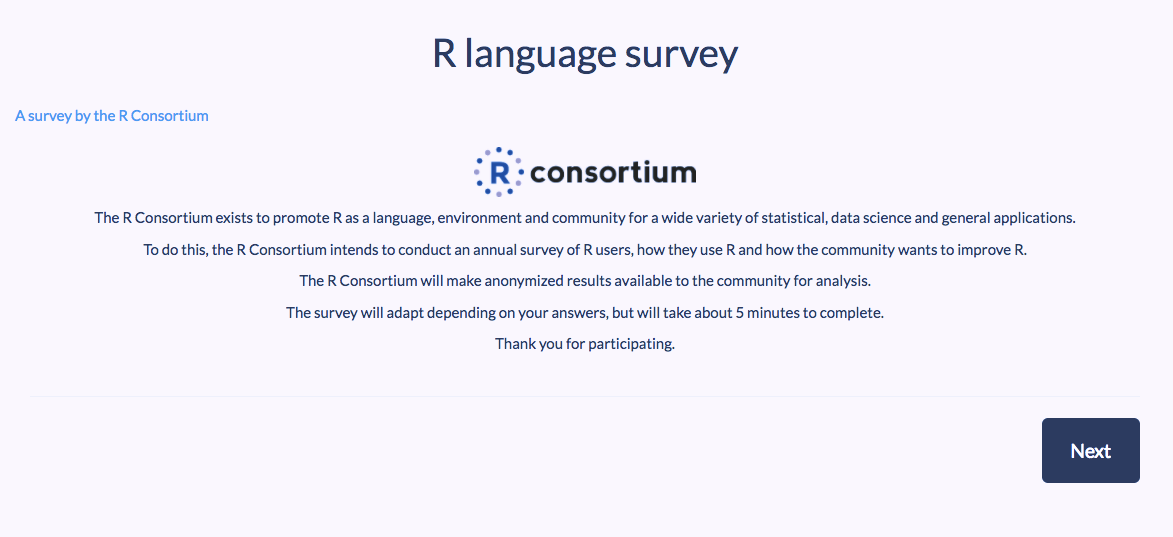 R language survey
A survey by the R Consortium
R consortium
The R Consortium exists to promote R as a language, environment and community for a wide variety of statistical, data science and general applications.
To do this, the R Consortium intends to conduct an annual survey of R users, how they use R and how the community wants to improve R.
The R Consortium will make anonymized results available to the community for analysis.
The survey will adapt depending on your answers, but will take about 5 minutes to complete.
Thank you for participating.
Next